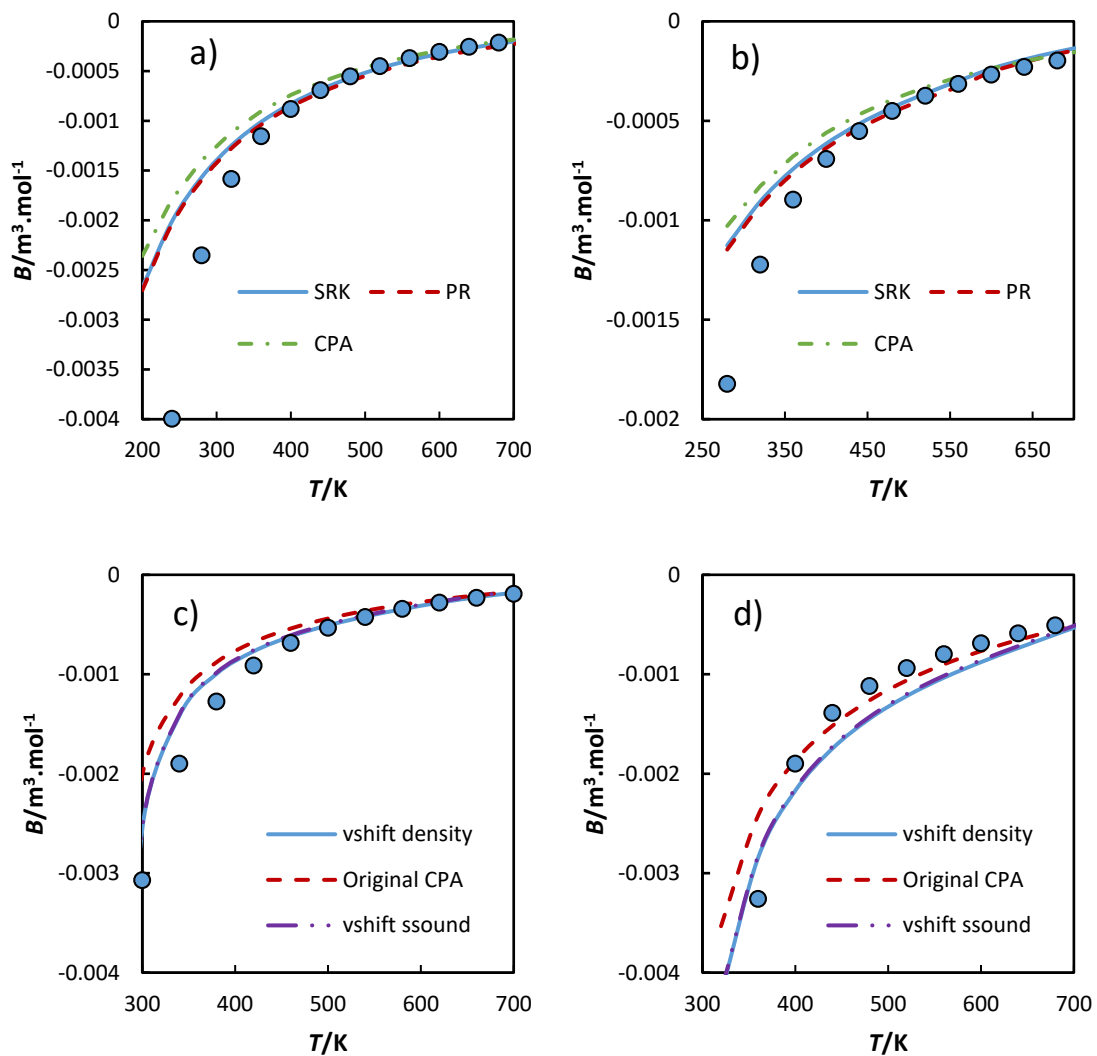 a)
0
-0.0005
-0.001
-0.0015
-0.002
-0.0025
-0.003
-0.0035
-0.004
B/m³.mol⁻¹
SRK PR
CPA
200 300 400 500 600 700
T/K
b)
0
-0.0005
-0.001
-0.0015
-0.002
B/m³.mol⁻¹
SRK PR
CPA
250 350 450 550 650
T/K
c)
0
-0.001
-0.002
-0.003
-0.004
B/m³.mol⁻¹
vshift density
Original CPA
vshift ssound
300 400 500 600 700
T/K
d)
0
-0.001
-0.002
-0.003
-0.004
B/m³.mol⁻¹
vshift density
Original CPA
vshift ssound
300 400 500 600 700
T/K